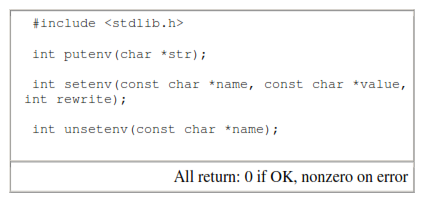 #include <stdlib.h>
int putenv(char *str);
int setenv(const char *name, const char *value,
int rewrite);
int unsetenv(const char *name);
All return: 0 if OK, nonzero on error